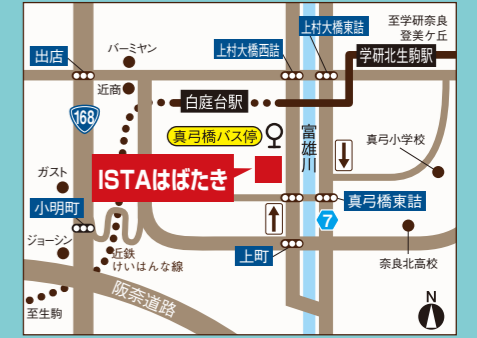 上村大橋東詰
至学研奈良
登美ケ丘
出店
バーミヤン
上村大橋西詰
学研北生駒駅
近商
白庭台駅
168
真弓橋バス停
富雄川
真弓小学校
ISTAはばたき
ガスト
小明町
真弓橋東詰
7
ジョーシン
近鉄
けいはんな線
上町
奈良北高校
阪奈道路
至生駒
N